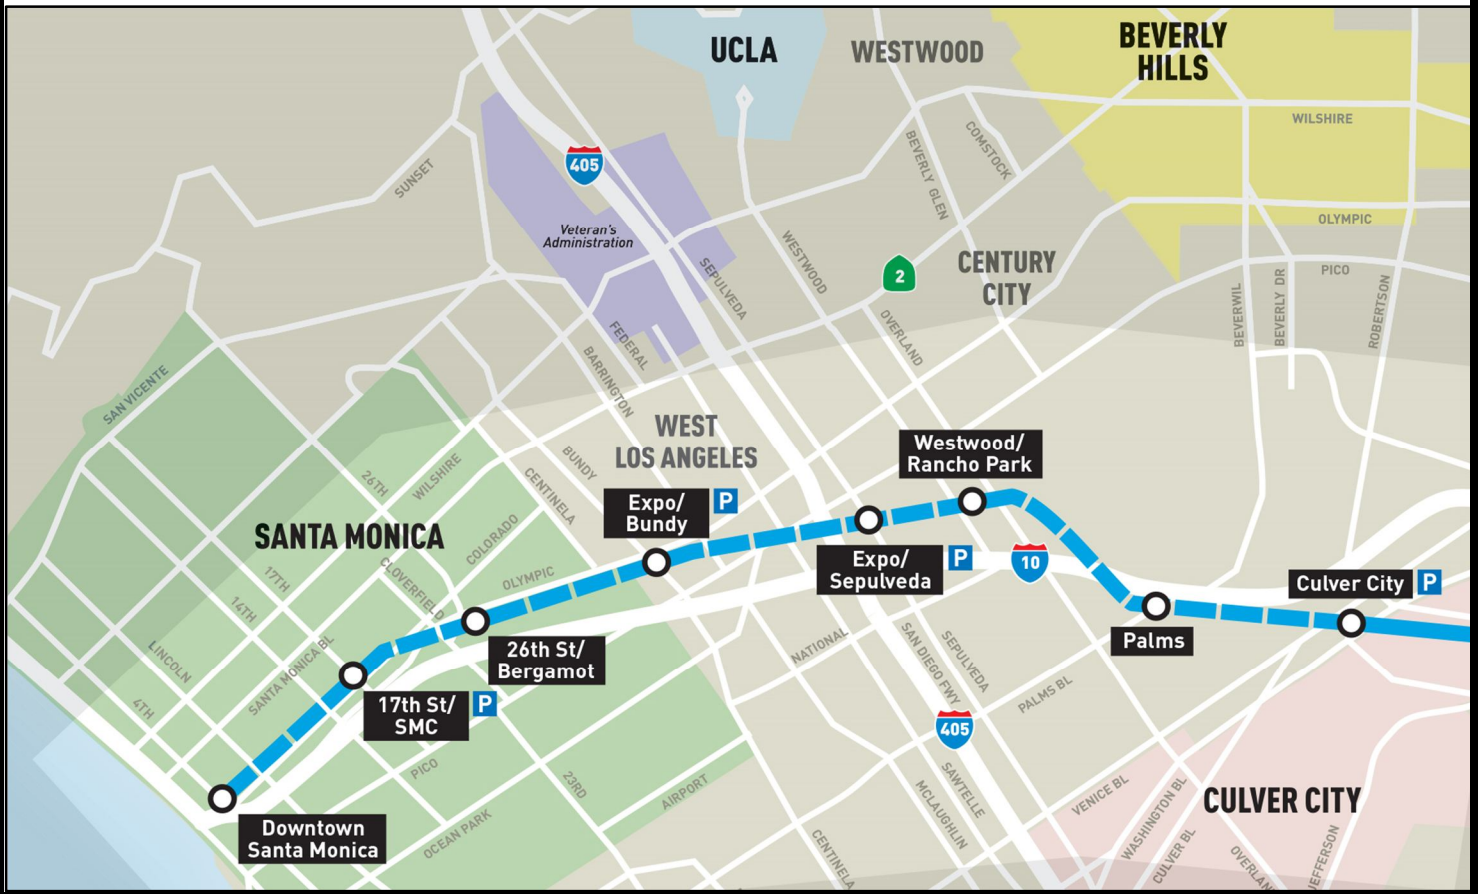 UCLA
WESTWOOD
BEVERLY
HILLS
WILSHIRE
405
SUNSET
BEVERLY GLEN
COMSTOCK
Veteran's
Administration
OLYMPIC
SEPULVEDA
WESTWOOD
2
CENTURY
CITY
PICO
BEVERWIL
BEVERLY DR
ROBERTSON
OVERLAND
FEDERAL
BARRINGTON
SAN VICENTE
WEST
LOS ANGELES
Westwood/
Rancho Park
BUNDY
26TH
WILSHIRE
CENTINELA
Expo/
Bundy
P
SANTA MONICA
COLORADO
OLYMPIC
CLOVERFIELD
17TH
14TH
Expo/
Sepulveda
P
10
Culver City
P
LINCOLN
SANTA MONICA BL
4TH
26th St/
Bergamot
Palms
NATIONAL
SAN DIEGO FWY
SEPULVEDA
PALMS BL
17th St/
SMC
P
405
PICO
23RD
AIRPORT
OCEAN PARK
SAWTELLE
MCLAUGHLIN
VENICE BL
WASHINGTON BL
CULVER CITY
Downtown
Santa Monica
CENTINELA
CULVER BL
OVERLAN
JEFFERSON